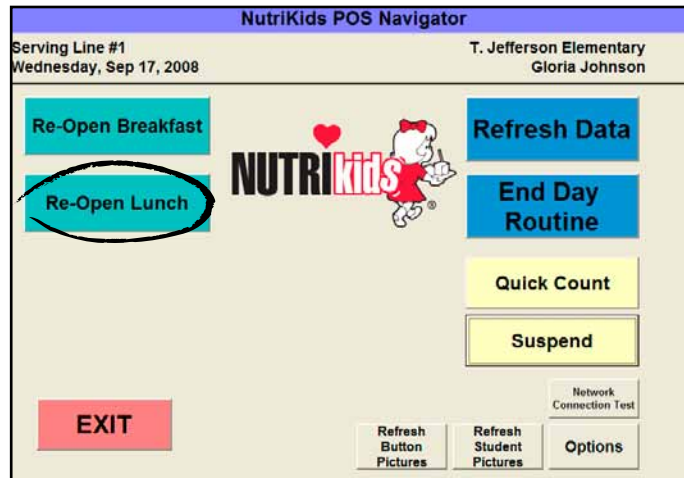 NutriKids POS Navigator
Serving Line #1
Wednesday, Sep 17, 2008
T. Jefferson Elementary
Gloria Johnson
Re-Open Breakfast
Re-Open Lunch
NUTRIkids
®
Refresh Data
End Day
Routine
Quick Count
Suspend
Network
Connection Test
EXIT
Refresh
Button
Pictures
Refresh
Student
Pictures
Options